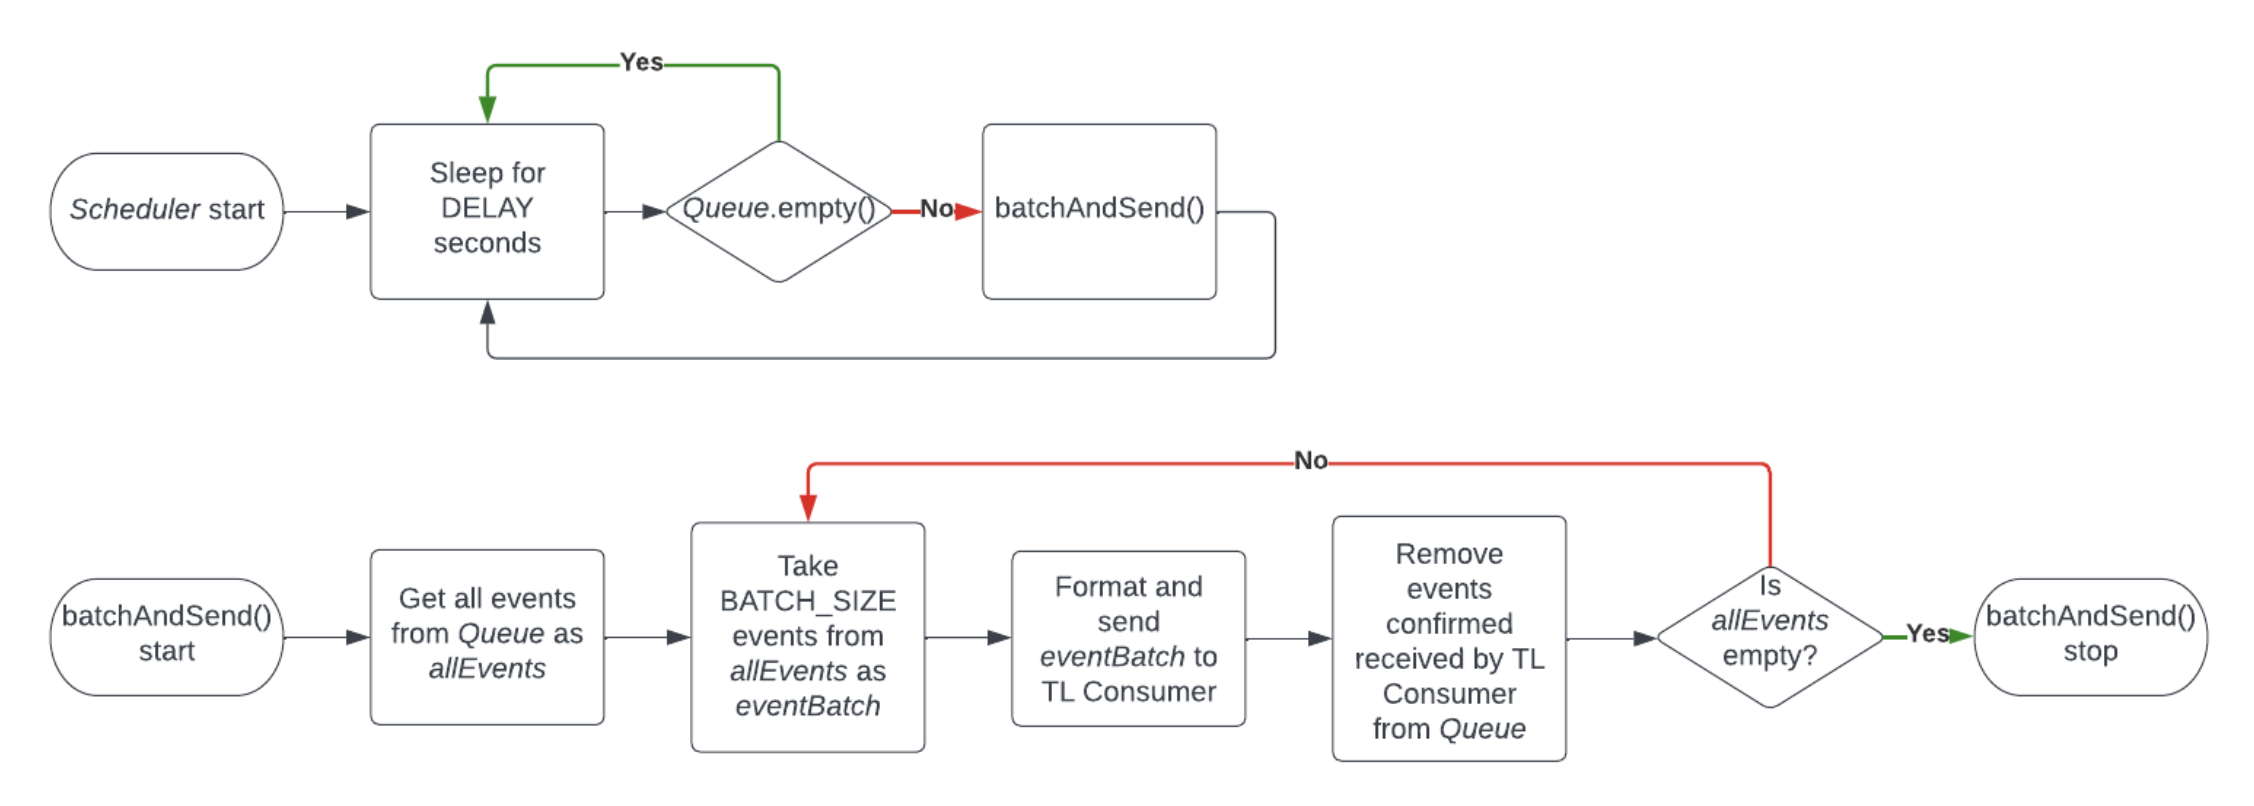 Yes
Scheduler start
Sleep for
DELAY
seconds
Queue.empty()
No
batchAndSend()
No
batchAndSend()
start
Get all events
from Queue as
allEvents
Take
BATCH_SIZE
events from
allEvents as
eventBatch
Format and
send
eventBatch to
TL Consumer
Remove
events
confirmed
received by TL
Consumer
from Queue
Is
allEvents
empty?
Yes
batchAndSend()
stop